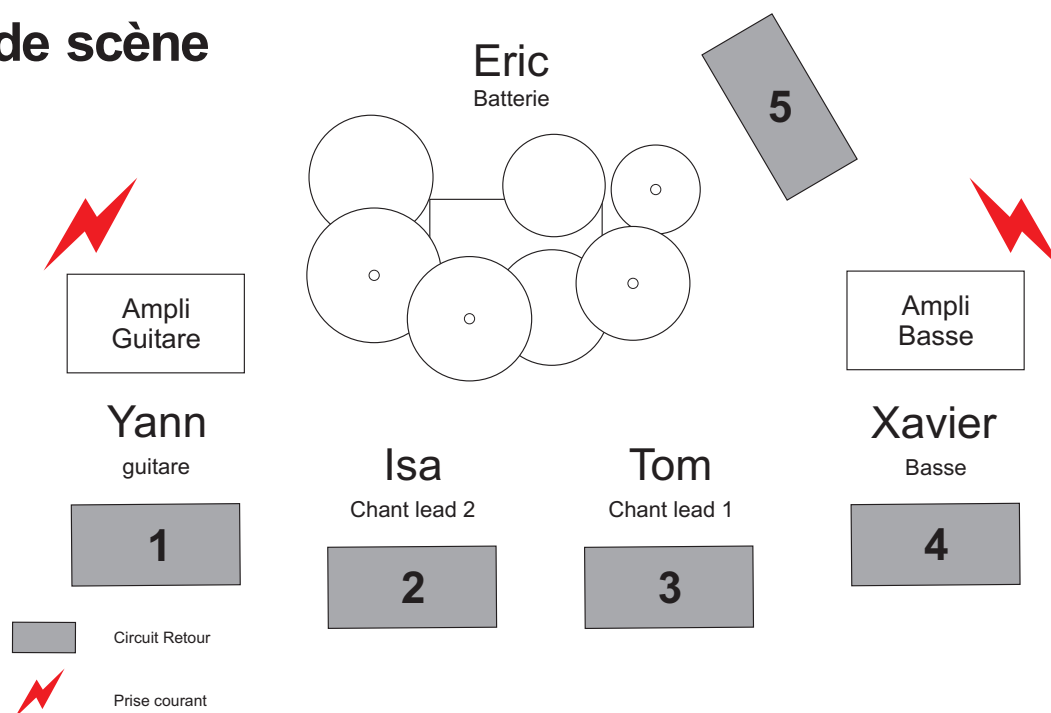 de scène
Eric
Batterie
5
Ampli
Guitare
Ampli
Basse
Yann
guitare
Isa
Chant lead 2
Tom
Chant lead 1
Xavier
Basse
1
2
3
4
Circuit Retour
Prise courant